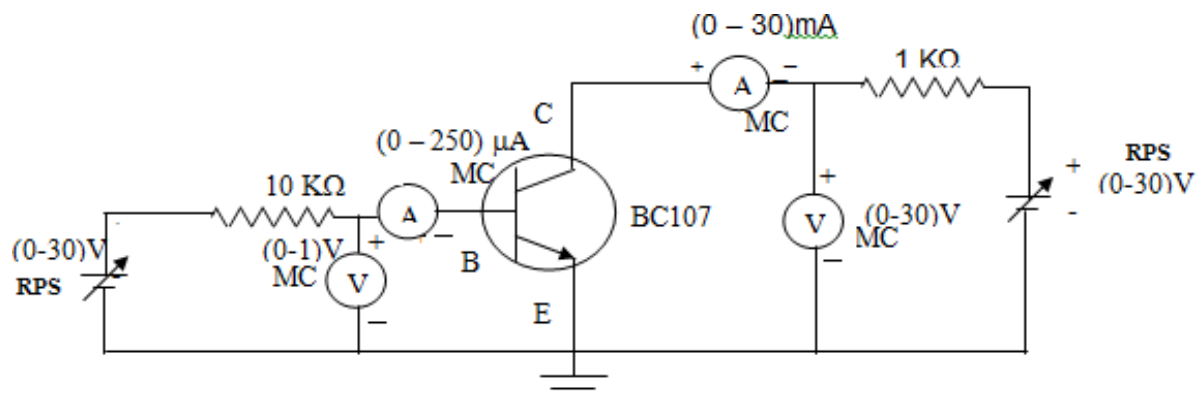 (0 – 30)mA
+
–
1 KΩ
A
MC
C
(0 – 250) µA
MC
+
RPS
(0-30)V
-
10 KΩ
A
BC107
+
V
(0-30)V
MC
–
(0-30)V
RPS
(0-1)V
+
–
MC
V
–
B
E